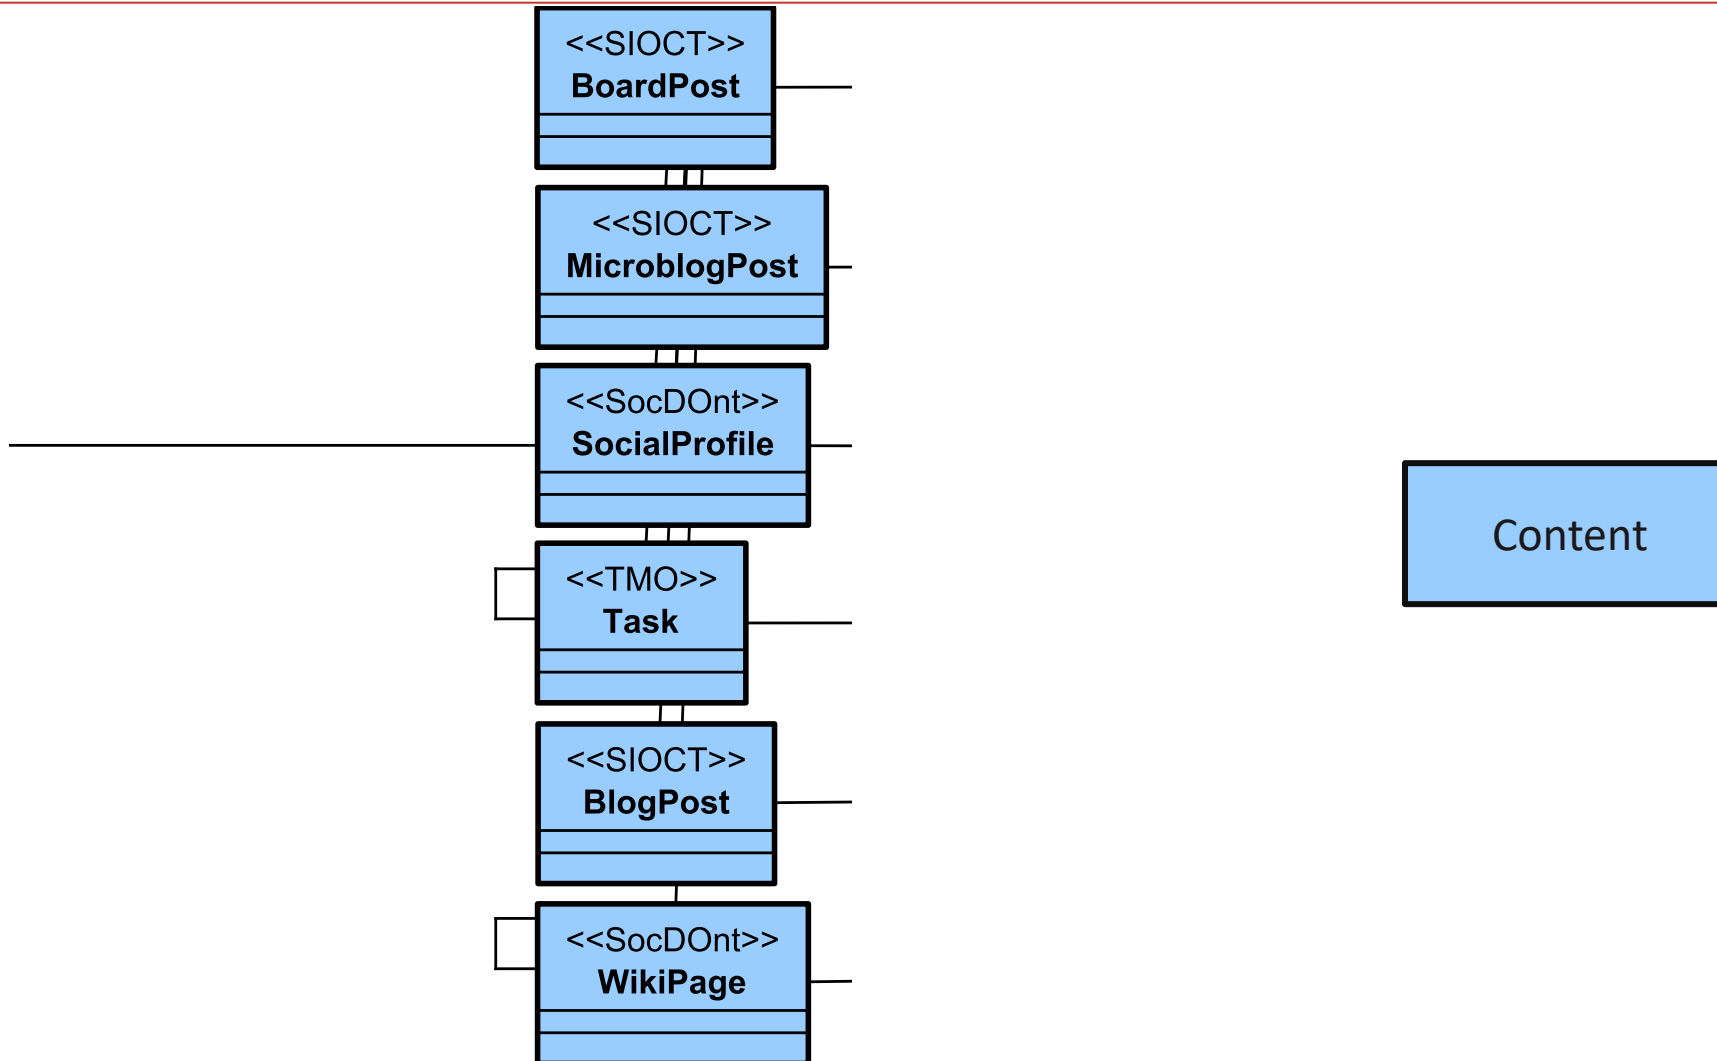 <<SIOCT>>
BoardPost
<<SIOCT>>
MicroblogPost
<<SocDOnt>>
SocialProfile
<<TMO>>
Task
<<SIOCT>>
BlogPost
<<SocDOnt>>
WikiPage
Content